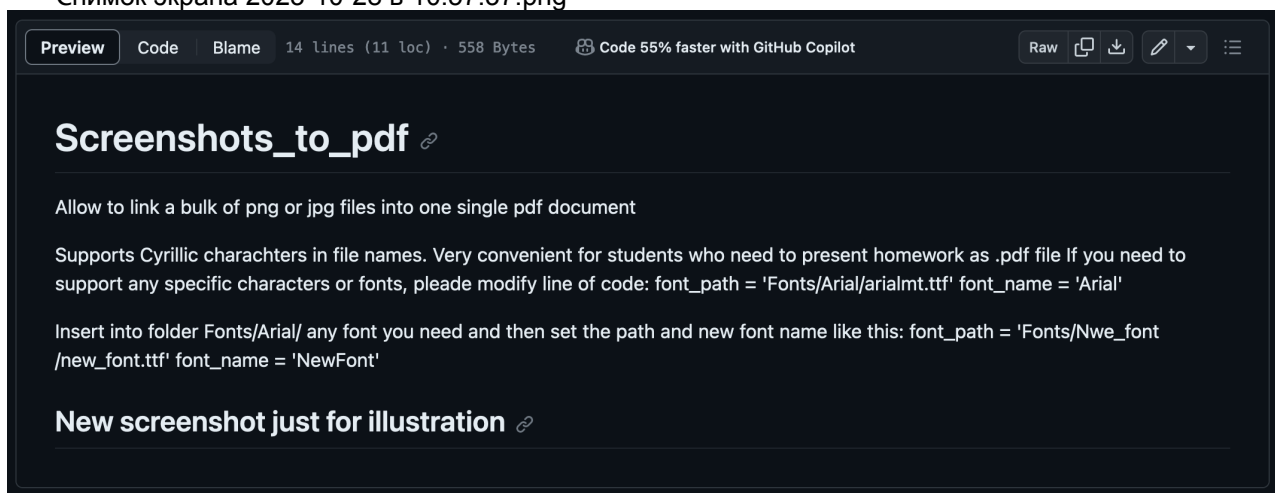 Снимок экрана 2023-10-23 в 10.37.37.png
Preview Code Blame 14 lines (11 loc) · 558 Bytes Code 55% faster with GitHub Copilot Raw
Screenshots_to_pdf
Allow to link a bulk of png or jpg files into one single pdf document
Supports Cyrillic charachters in file names. Very convenient for students who need to present homework as .pdf file If you need to
support any specific characters or fonts, pleade modify line of code: font_path = 'Fonts/Arial/arialmt.ttf' font_name = 'Arial'
Insert into folder Fonts/Arial/ any font you need and then set the path and new font name like this: font_path = 'Fonts/Nwe_font
/new_font.ttf' font_name = 'NewFont'
New screenshot just for illustration